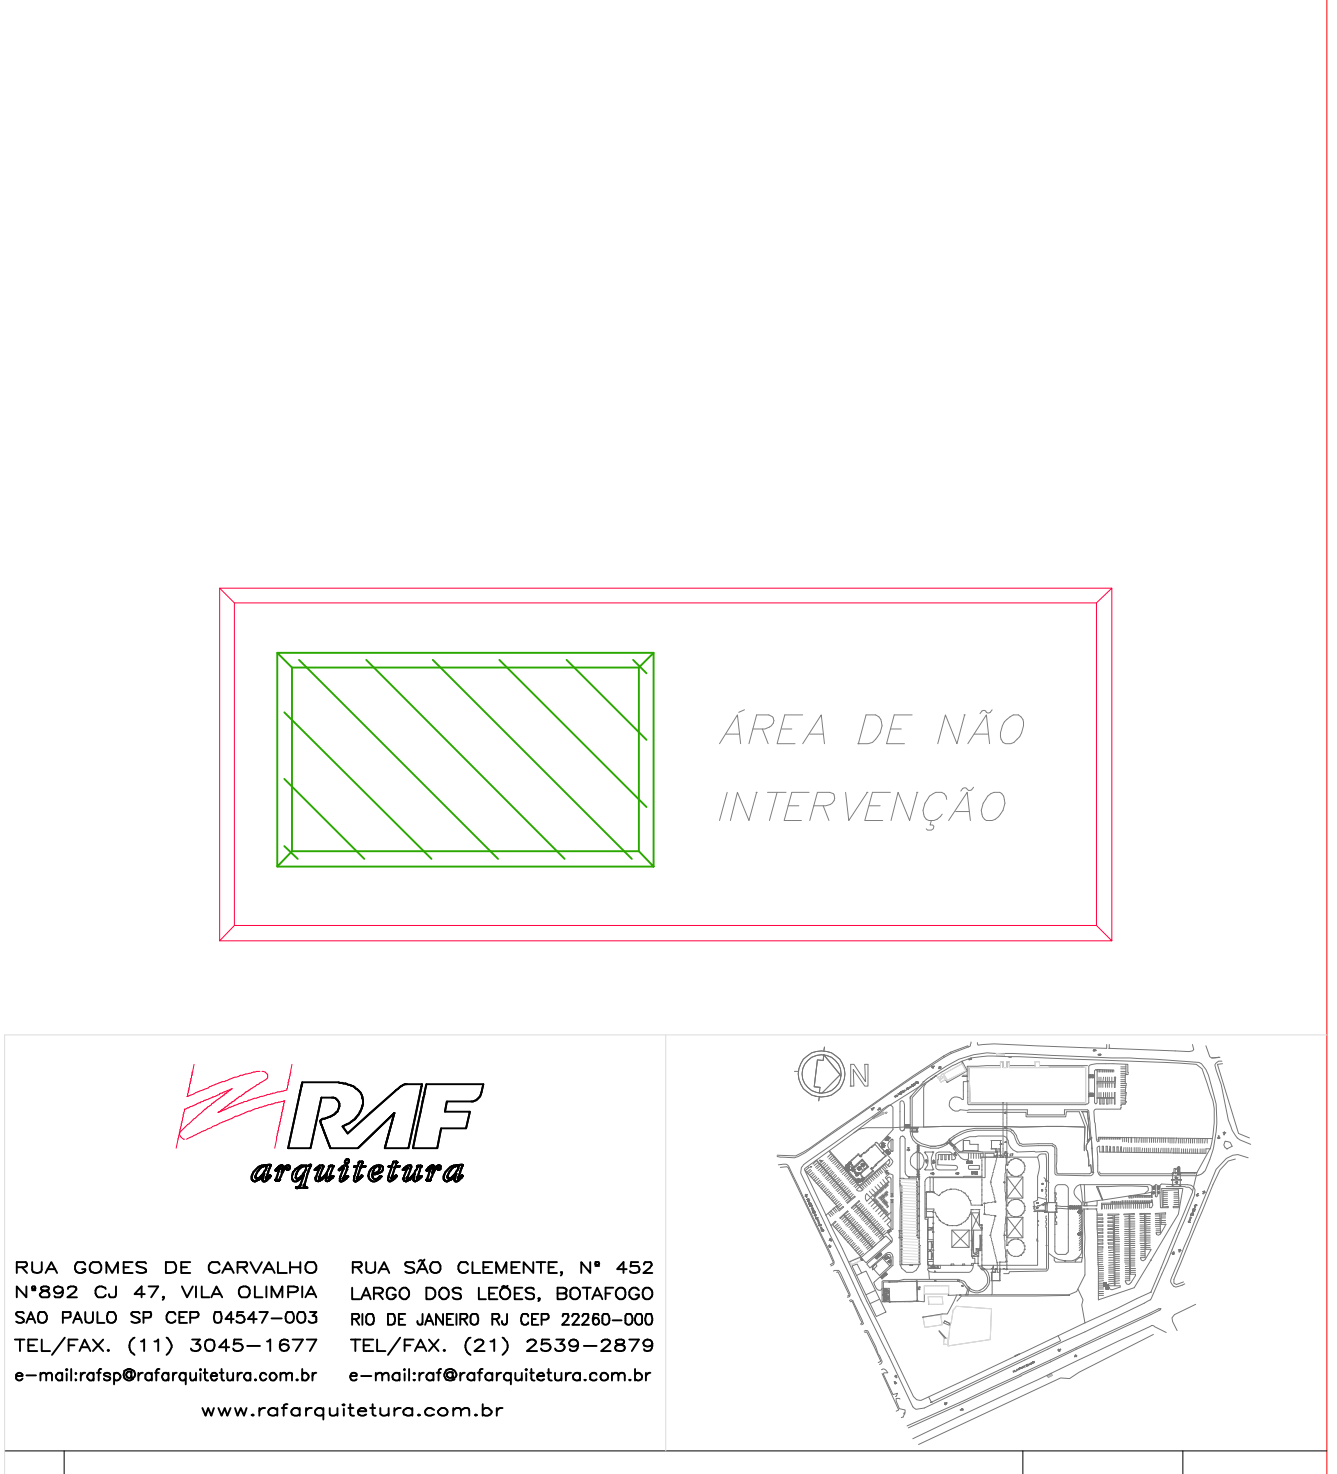 ÁREA DE NÃO
INTERVENÇÃO
RAF
arquitetura
N
RUA GOMES DE CARVALHO
Nº892 CJ 47, VILA OLIMPIA
SAO PAULO SP CEP 04547-003
TEL/FAX. (11) 3045-1677
e-mail:rafsp@rafarquitetura.com.br
RUA SÃO CLEMENTE, Nº 452
LARGO DOS LEÕES, BOTAFOGO
RIO DE JANEIRO RJ CEP 22260-000
TEL/FAX. (21) 2539-2879
e-mail:raf@rafarquitetura.com.br
www.rafarquitetura.com.br